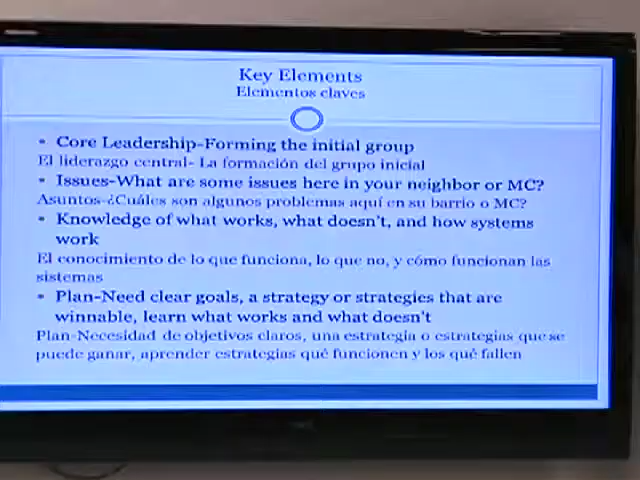 Key Elements
Elementos claves
• Core Leadership-Forming the initial group
El liderazgo central- La formación del grupo inicial
• Issues-What are some issues here in your neighbor or MC?
Asuntos-¿Cuáles son algunos problemas aquí en su barrio o MC?
• Knowledge of what works, what doesn't, and how systems
work
El conocimiento de lo que funciona, lo que no, y cómo funcionan las
sistemas
• Plan-Need clear goals, a strategy or strategies that are
winnable, learn what works and what doesn't
Plan-Necesidad de objetivos claros, una estrategia o estrategias que se
puede ganar, aprender estrategias qué funcionen y los qué fallen